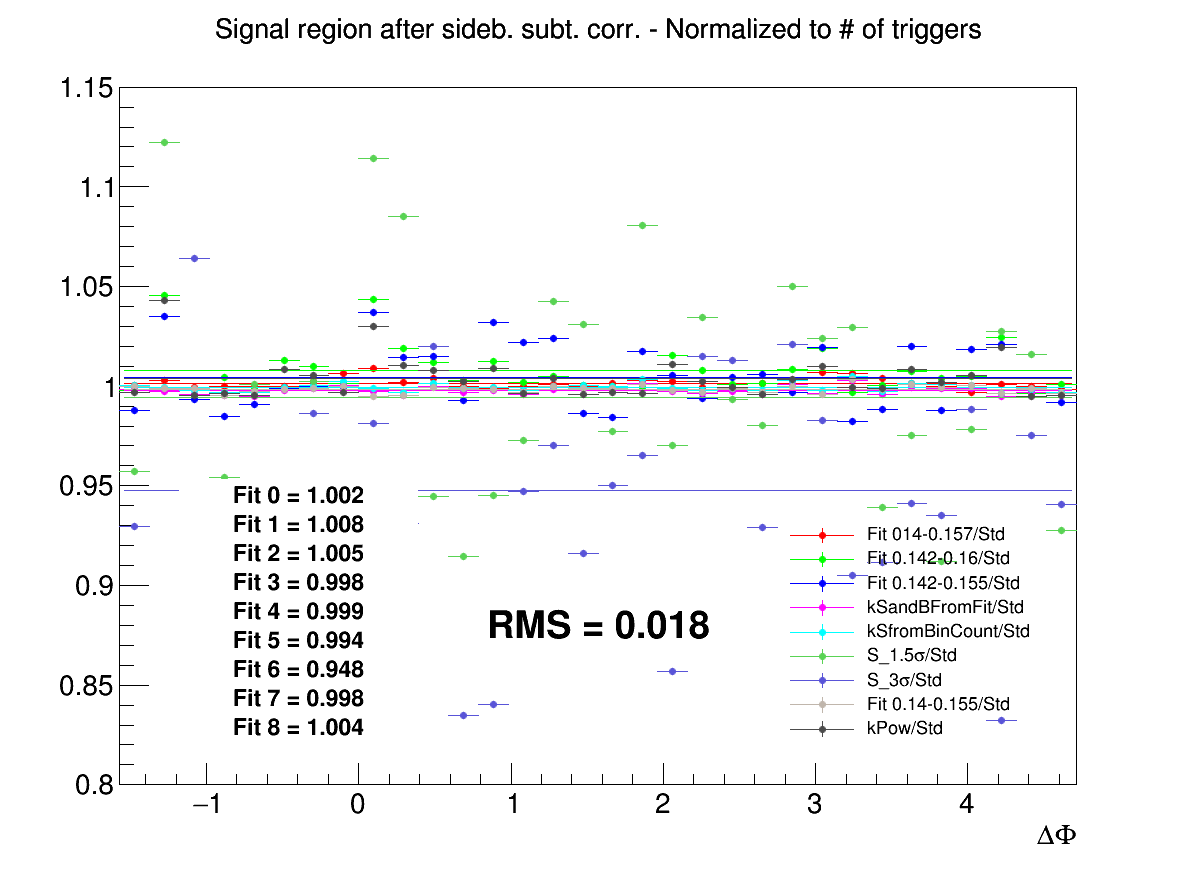 Signal region after sideb. subt. corr. - Normalized to # of triggers
1.15
1.1
1.05
1
0.95
0.9
0.85
0.8
Fit 0 = 1.002
Fit 1 = 1.008
Fit 2 = 1.005
Fit 3 = 0.998
Fit 4 = 0.999
Fit 5 = 0.994
Fit 6 = 0.948
Fit 7 = 0.998
Fit 8 = 1.004
RMS = 0.018
Fit 014-0.157/Std
Fit 0.142-0.16/Std
Fit 0.142-0.155/Std
kSandBFromFit/Std
kSfromBinCount/Std
S_1.5σ/Std
S_3σ/Std
Fit 0.14-0.155/Std
kPow/Std
−1 0 1 2 3 4
ΔΦ